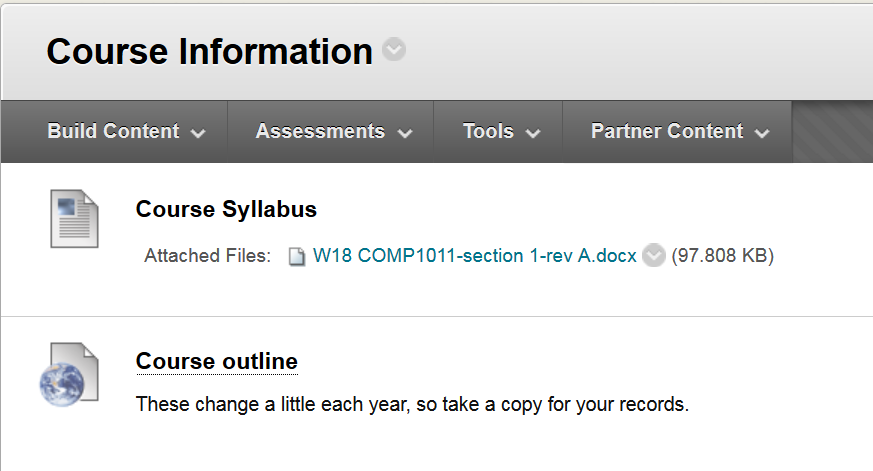 Course Information
Build Content Assessments Tools Partner Content
Course Syllabus
Attached Files: W18 COMP1011-section 1-rev A.docx (97.808 KB)
Course outline
These change a little each year, so take a copy for your records.